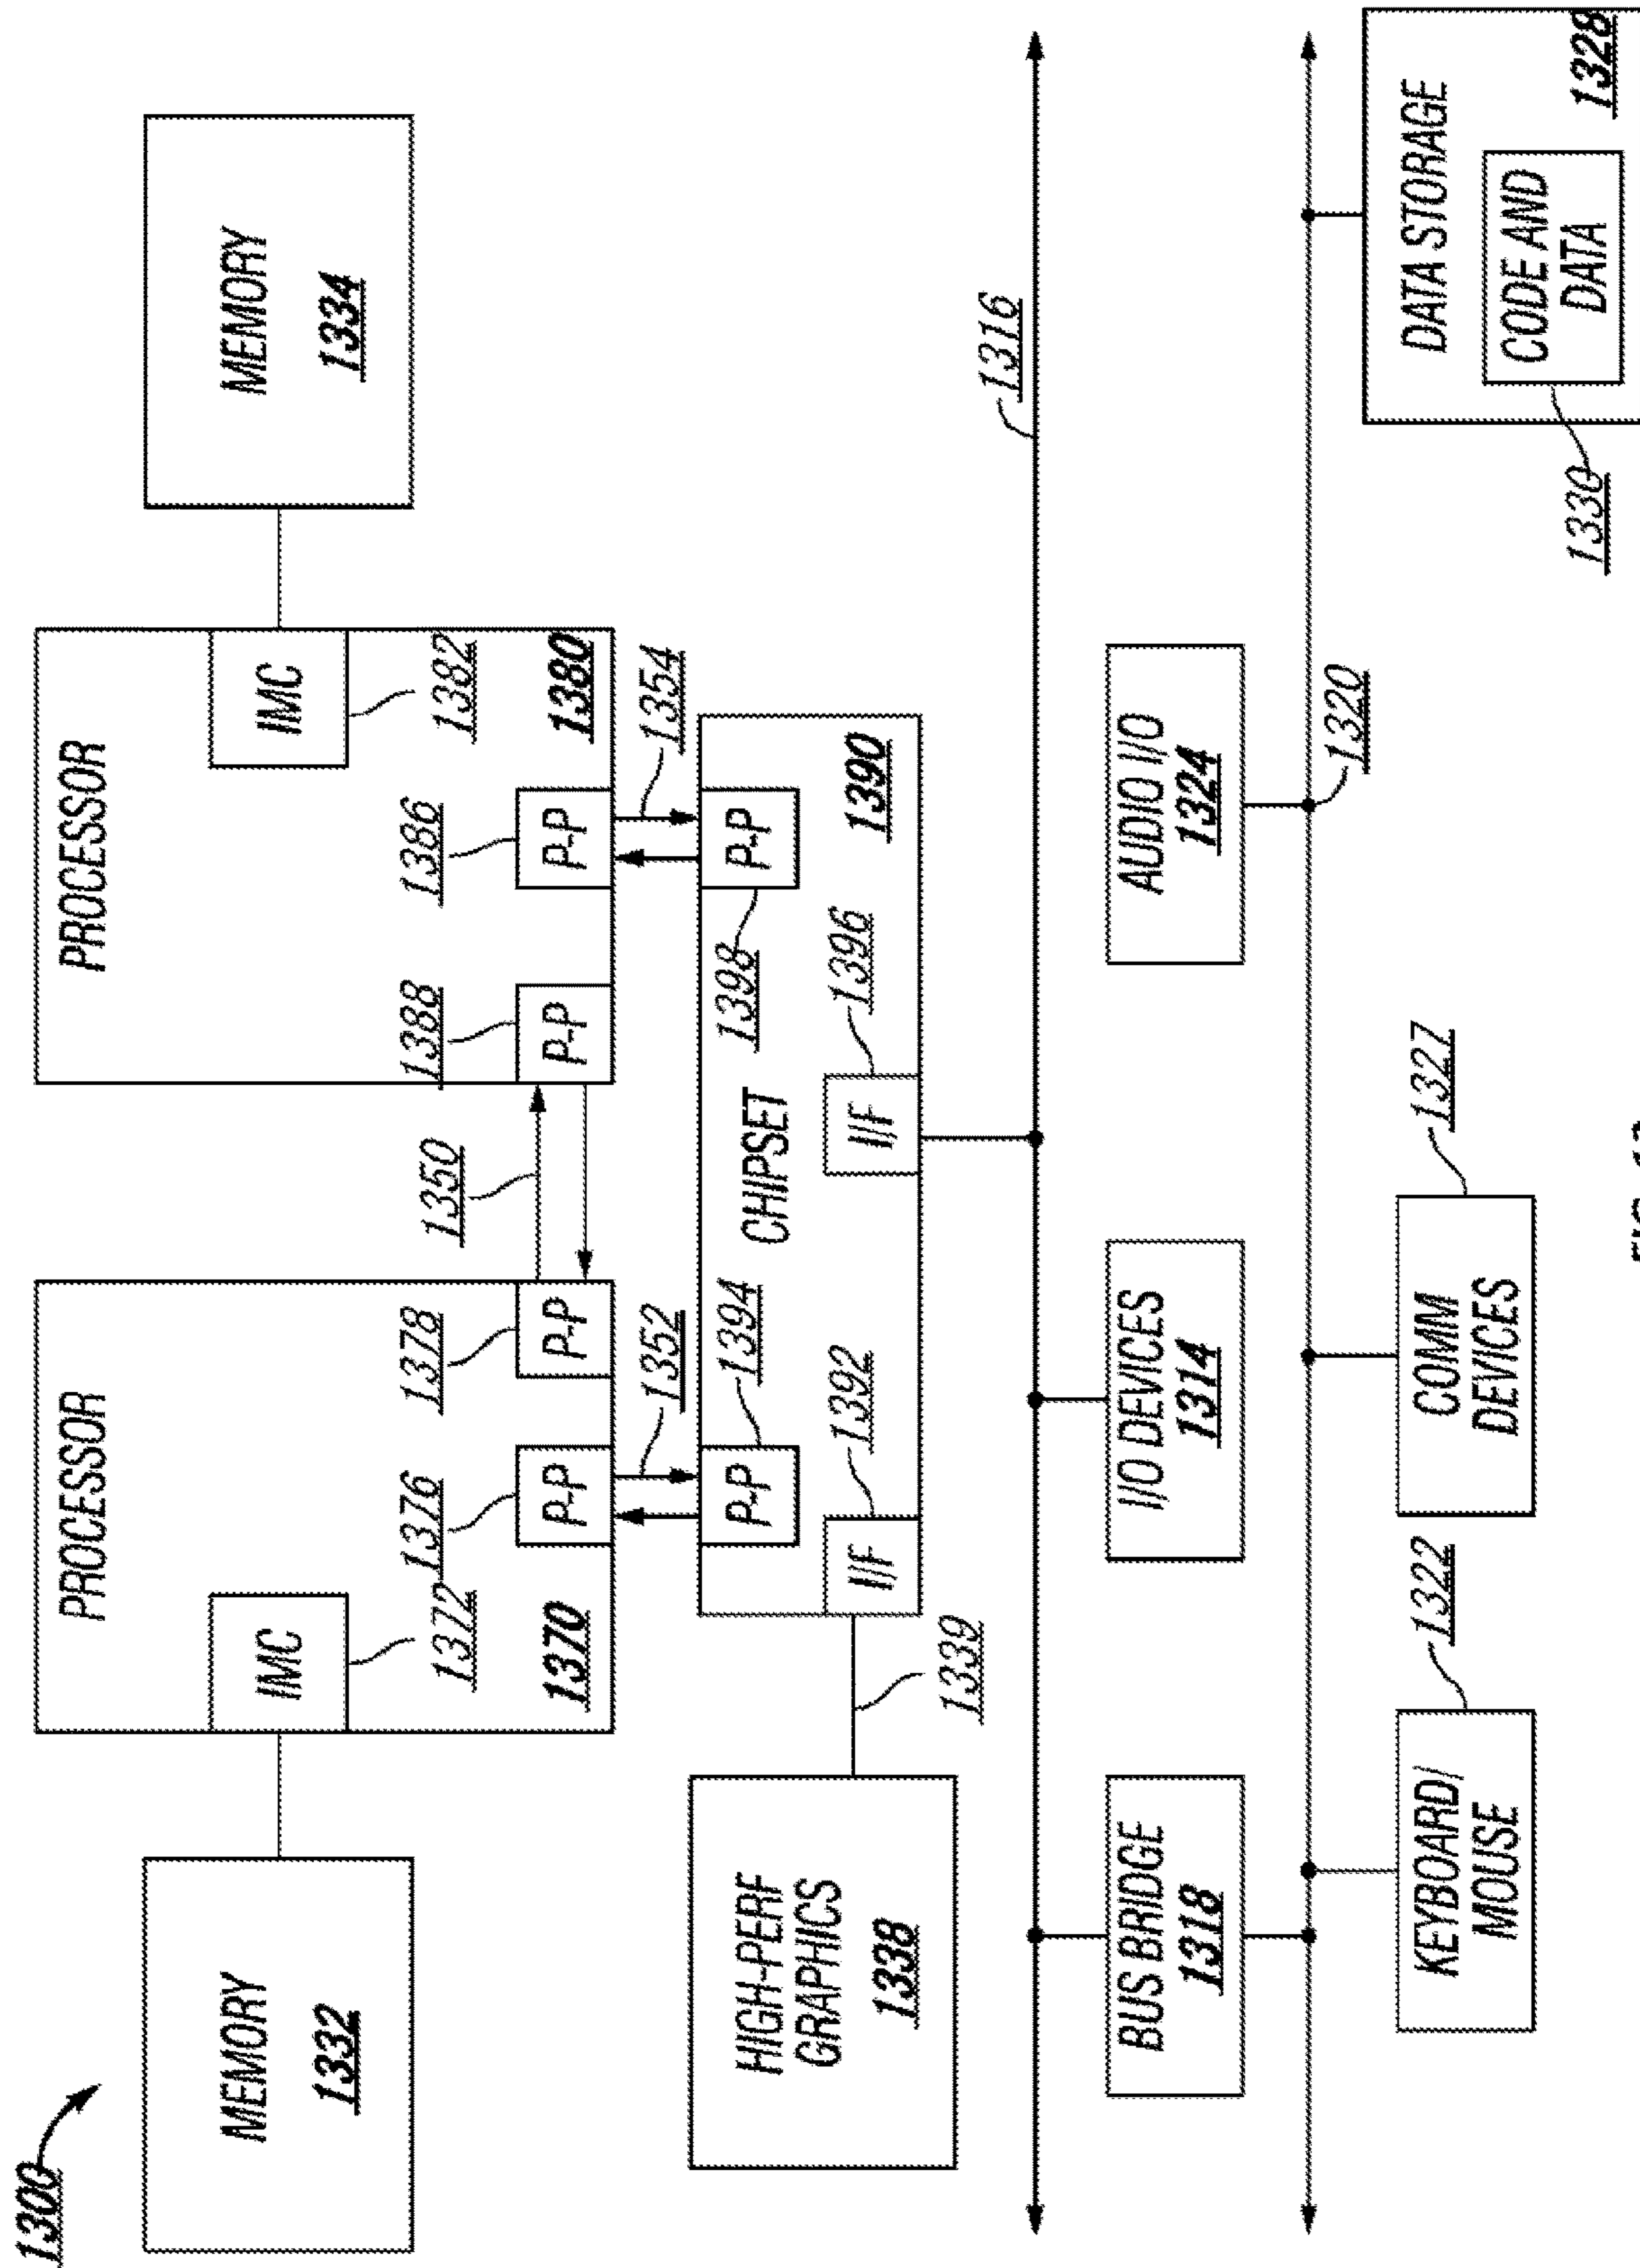 1300
PROCESSOR
PROCESSOR
MEMORY
1332
IMC
1372
1376
1378
1350
1388
1386
IMC
1382
MEMORY
1334
1370
P-P
P-P
P-P
P-P
1380
1352
1354
HIGH-PERF
GRAPHICS
1338
1339
P-P
1394
CHIPSET
1398
P-P
I/F
1392
I/F
1396
1390
1316
BUS BRIDGE
1318
I/O DEVICES
1314
AUDIO I/O
1324
1320
KEYBOARD/
MOUSE
1322
COMM
DEVICES
1327
DATA STORAGE
1330
CODE AND
DATA
1328